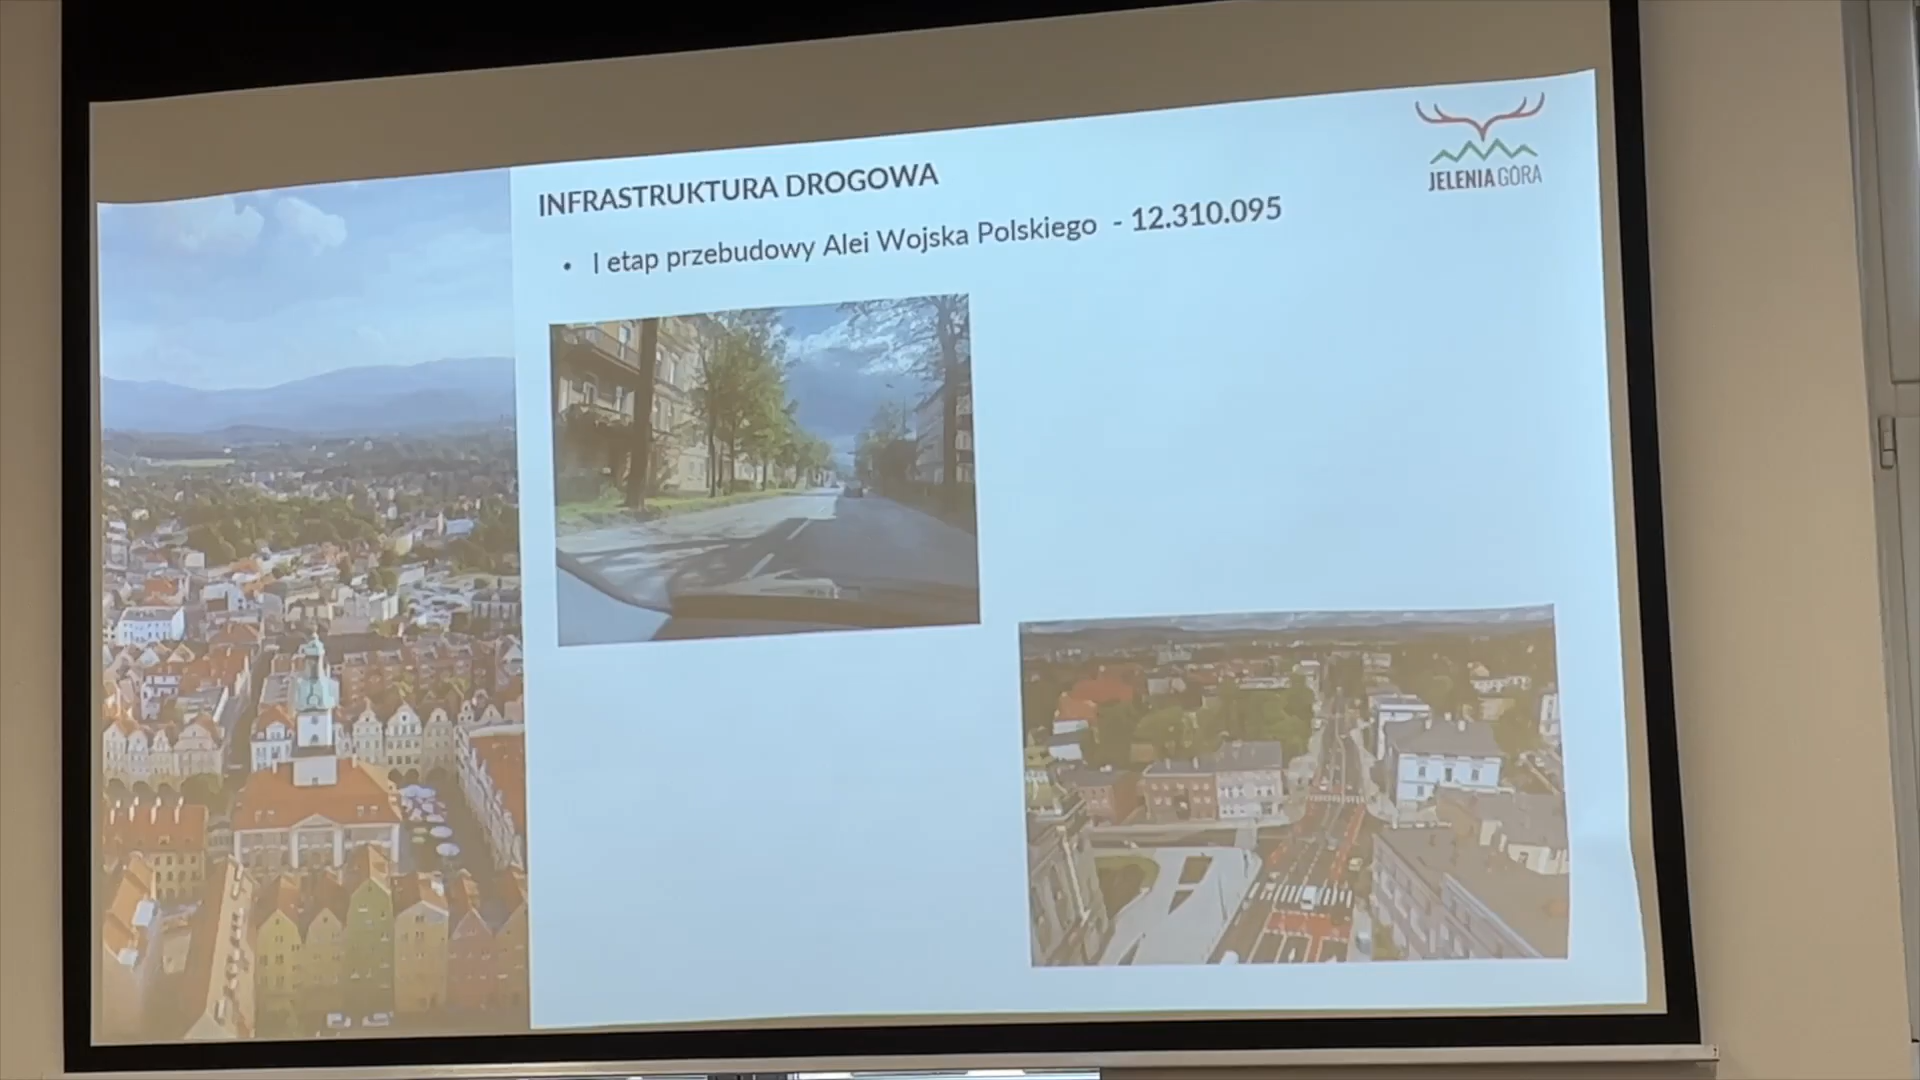 INFRASTRUKTURA DROGOWA
• I etap przebudowy Alei Wojska Polskiego - 12.310.095
JELENIA GÓRA